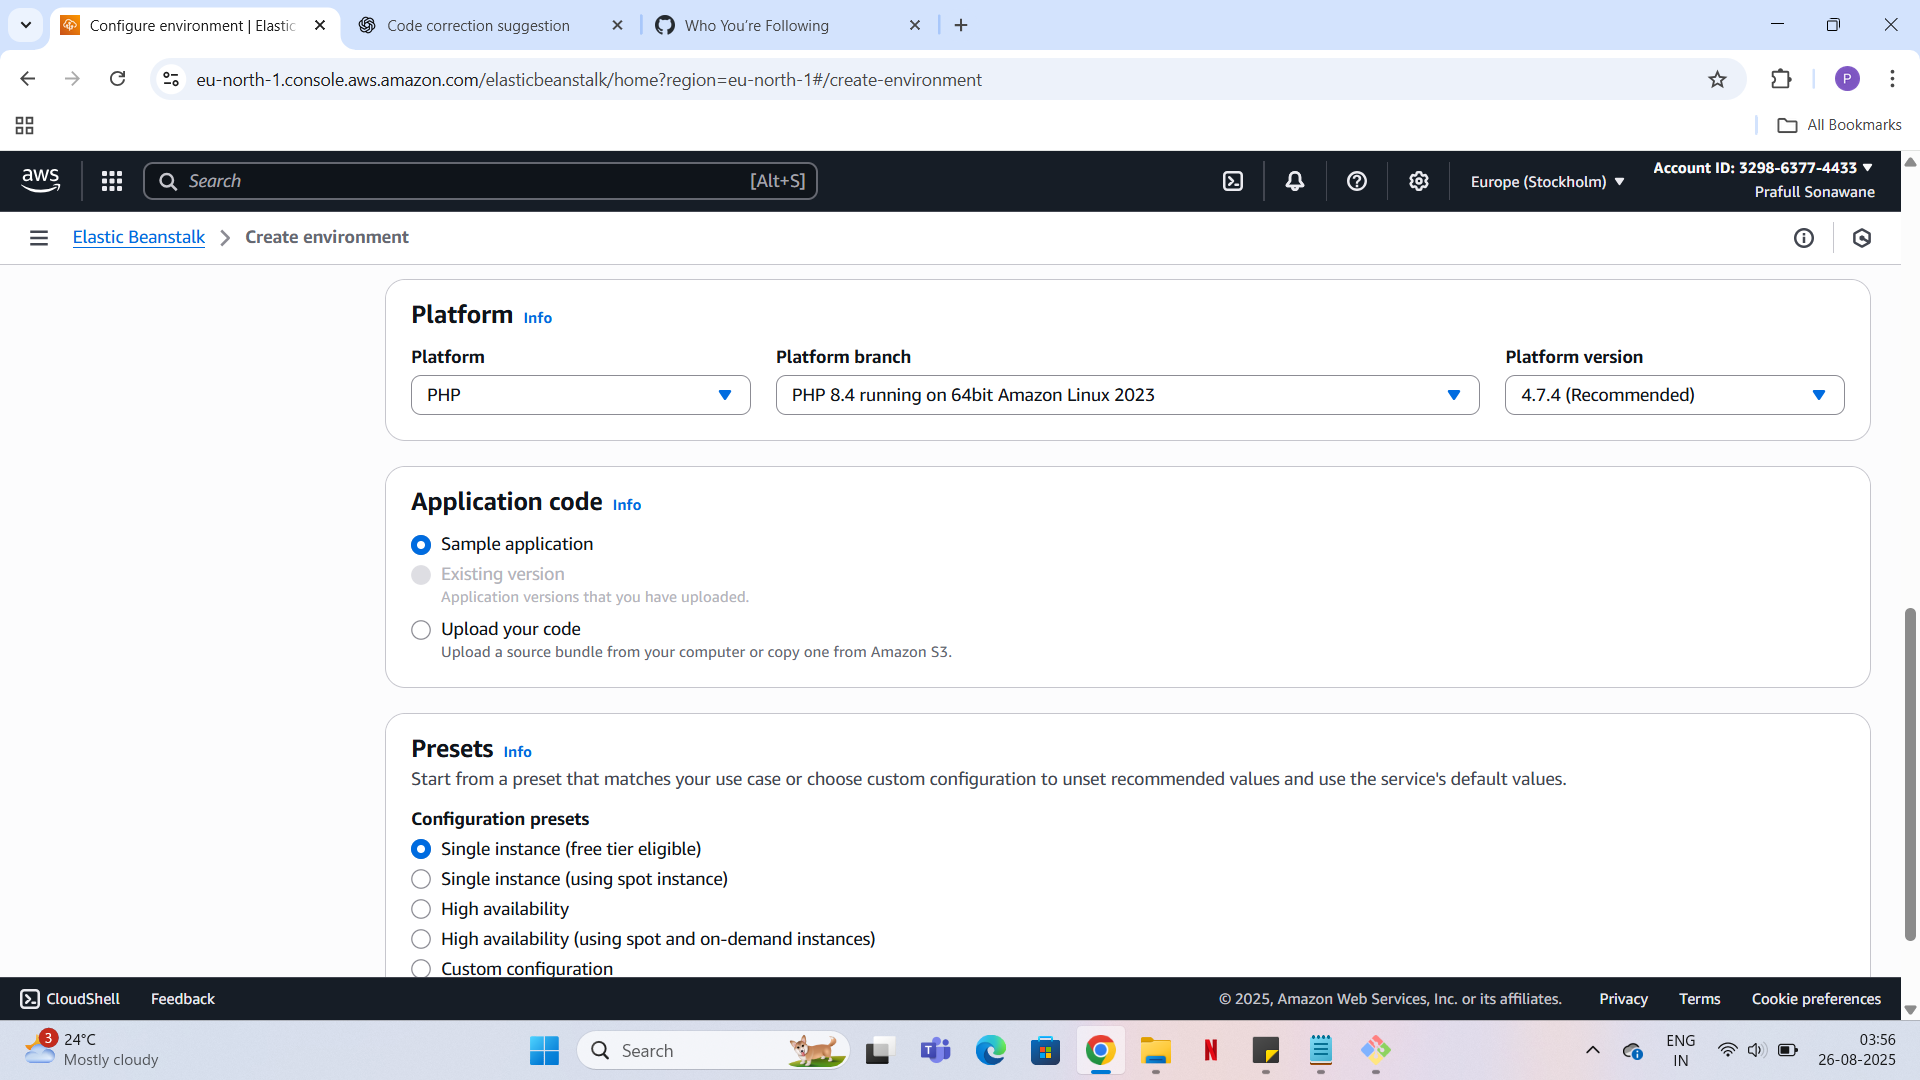 Configure environment | Elastic
Code correction suggestion
Who You're Following
eu-north-1.console.aws.amazon.com/elasticbeanstalk/home?region=eu-north-1#/create-environment
P
All Bookmarks
aws
Search
[Alt+S]
Europe (Stockholm)
Account ID: 3298-6377-4433
Prafull Sonawane
Elastic Beanstalk
Create environment
Platform Info
Platform
Platform branch
Platform version
PHP
PHP 8.4 running on 64bit Amazon Linux 2023
4.7.4 (Recommended)
Application code Info
Sample application
Existing version
Application versions that you have uploaded.
Upload your code
Upload a source bundle from your computer or copy one from Amazon S3.
Presets Info
Start from a preset that matches your use case or choose custom configuration to unset recommended values and use the service's default values.
Configuration presets
Single instance (free tier eligible)
Single instance (using spot instance)
High availability
High availability (using spot and on-demand instances)
Custom configuration
CloudShell
Feedback
© 2025, Amazon Web Services, Inc. or its affiliates.
Privacy
Terms
Cookie preferences
3
24°C
Mostly cloudy
Search
N
ENG
IN
03:56
26-08-2025